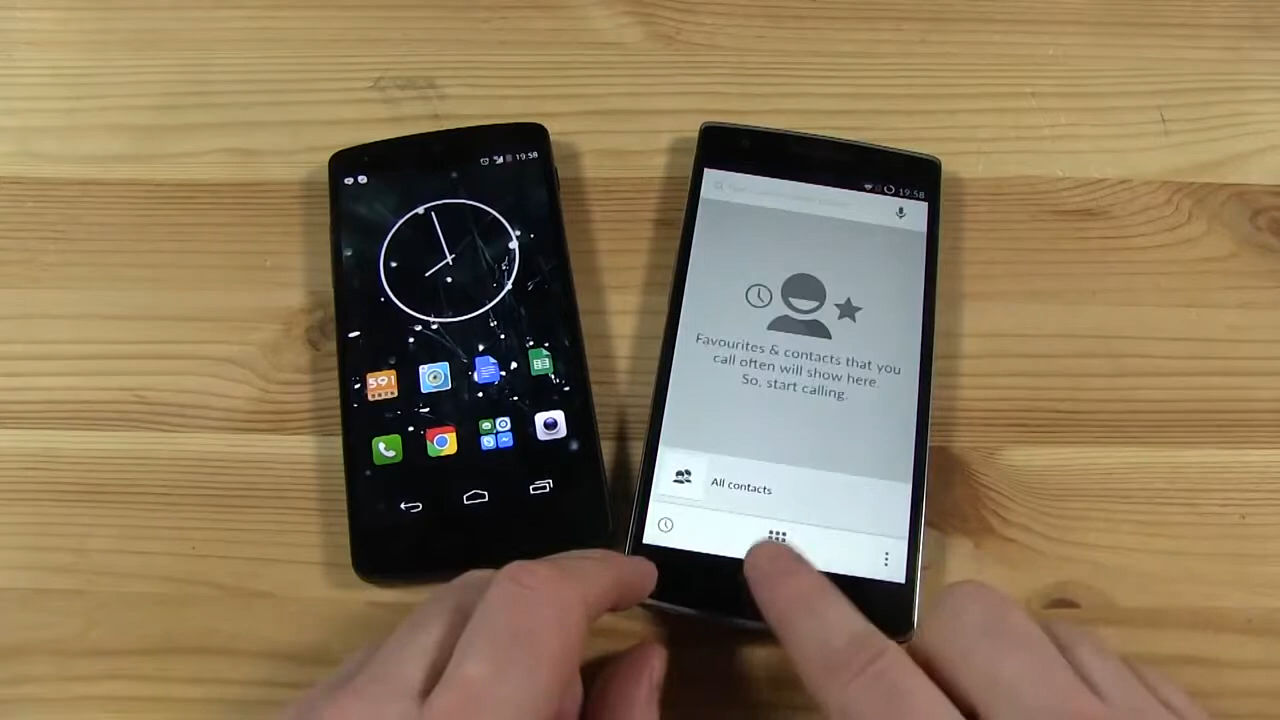 19:58
591
19:58
Favourites & contacts that you
call often will show here.
So, start calling.
All contacts